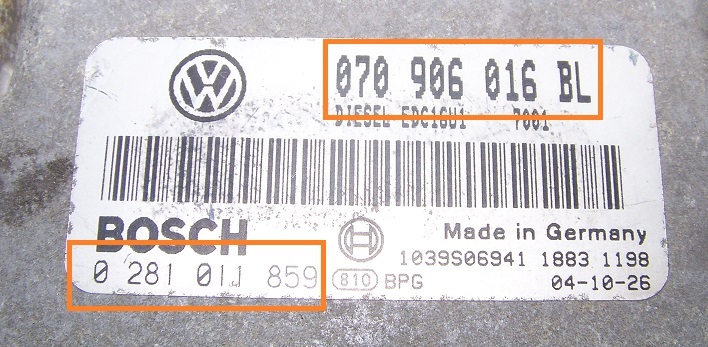 070 906 016 BL
DIESEL EDC16U1 7001
BOSCH
Made in Germany
0 281 011 859
810 BPG
1039S06941 1883 1198
04-10-26